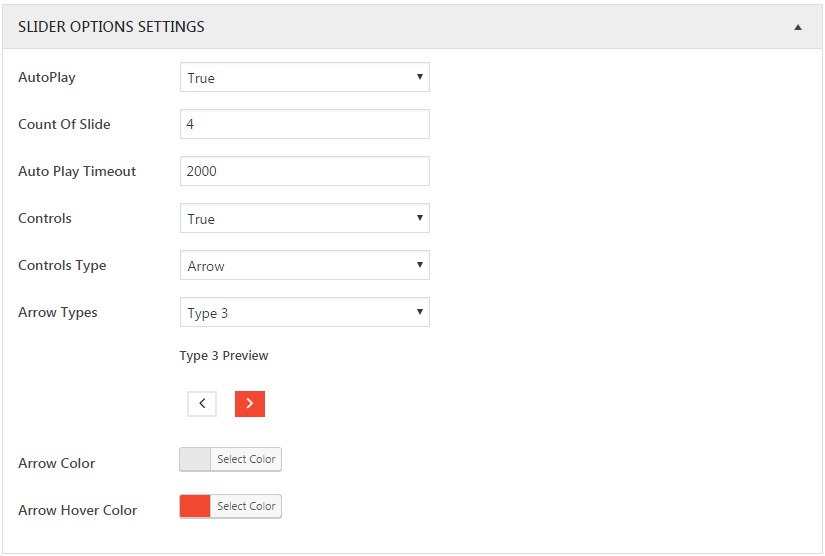 SLIDER OPTIONS SETTINGS
AutoPlay True
Count Of Slide 4
Auto Play Timeout 2000
Controls True
Controls Type Arrow
Arrow Types Type 3
Type 3 Preview
Arrow Color Select Color
Arrow Hover Color Select Color